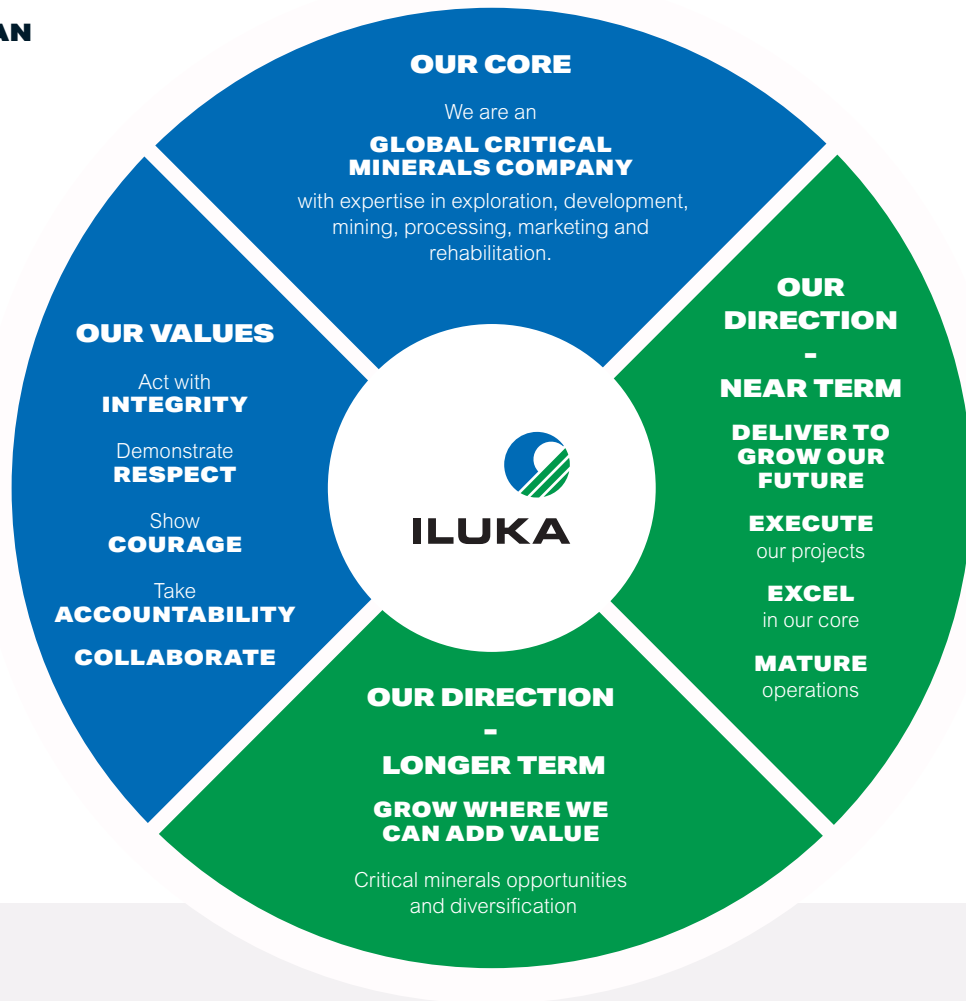 AN
OUR CORE
We are an
GLOBAL CRITICAL
MINERALS COMPANY
with expertise in exploration, development,
mining, processing, marketing and
rehabilitation.
OUR
DIRECTION
-
NEAR TERM
DELIVER TO
GROW OUR
FUTURE
EXECUTE
our projects
EXCEL
in our core
MATURE
operations
OUR DIRECTION
-
LONGER TERM
GROW WHERE WE
CAN ADD VALUE
Critical minerals opportunities
and diversification
OUR VALUES
Act with
INTEGRITY
Demonstrate
RESPECT
Show
COURAGE
Take
ACCOUNTABILITY
COLLABORATE
ILUKA